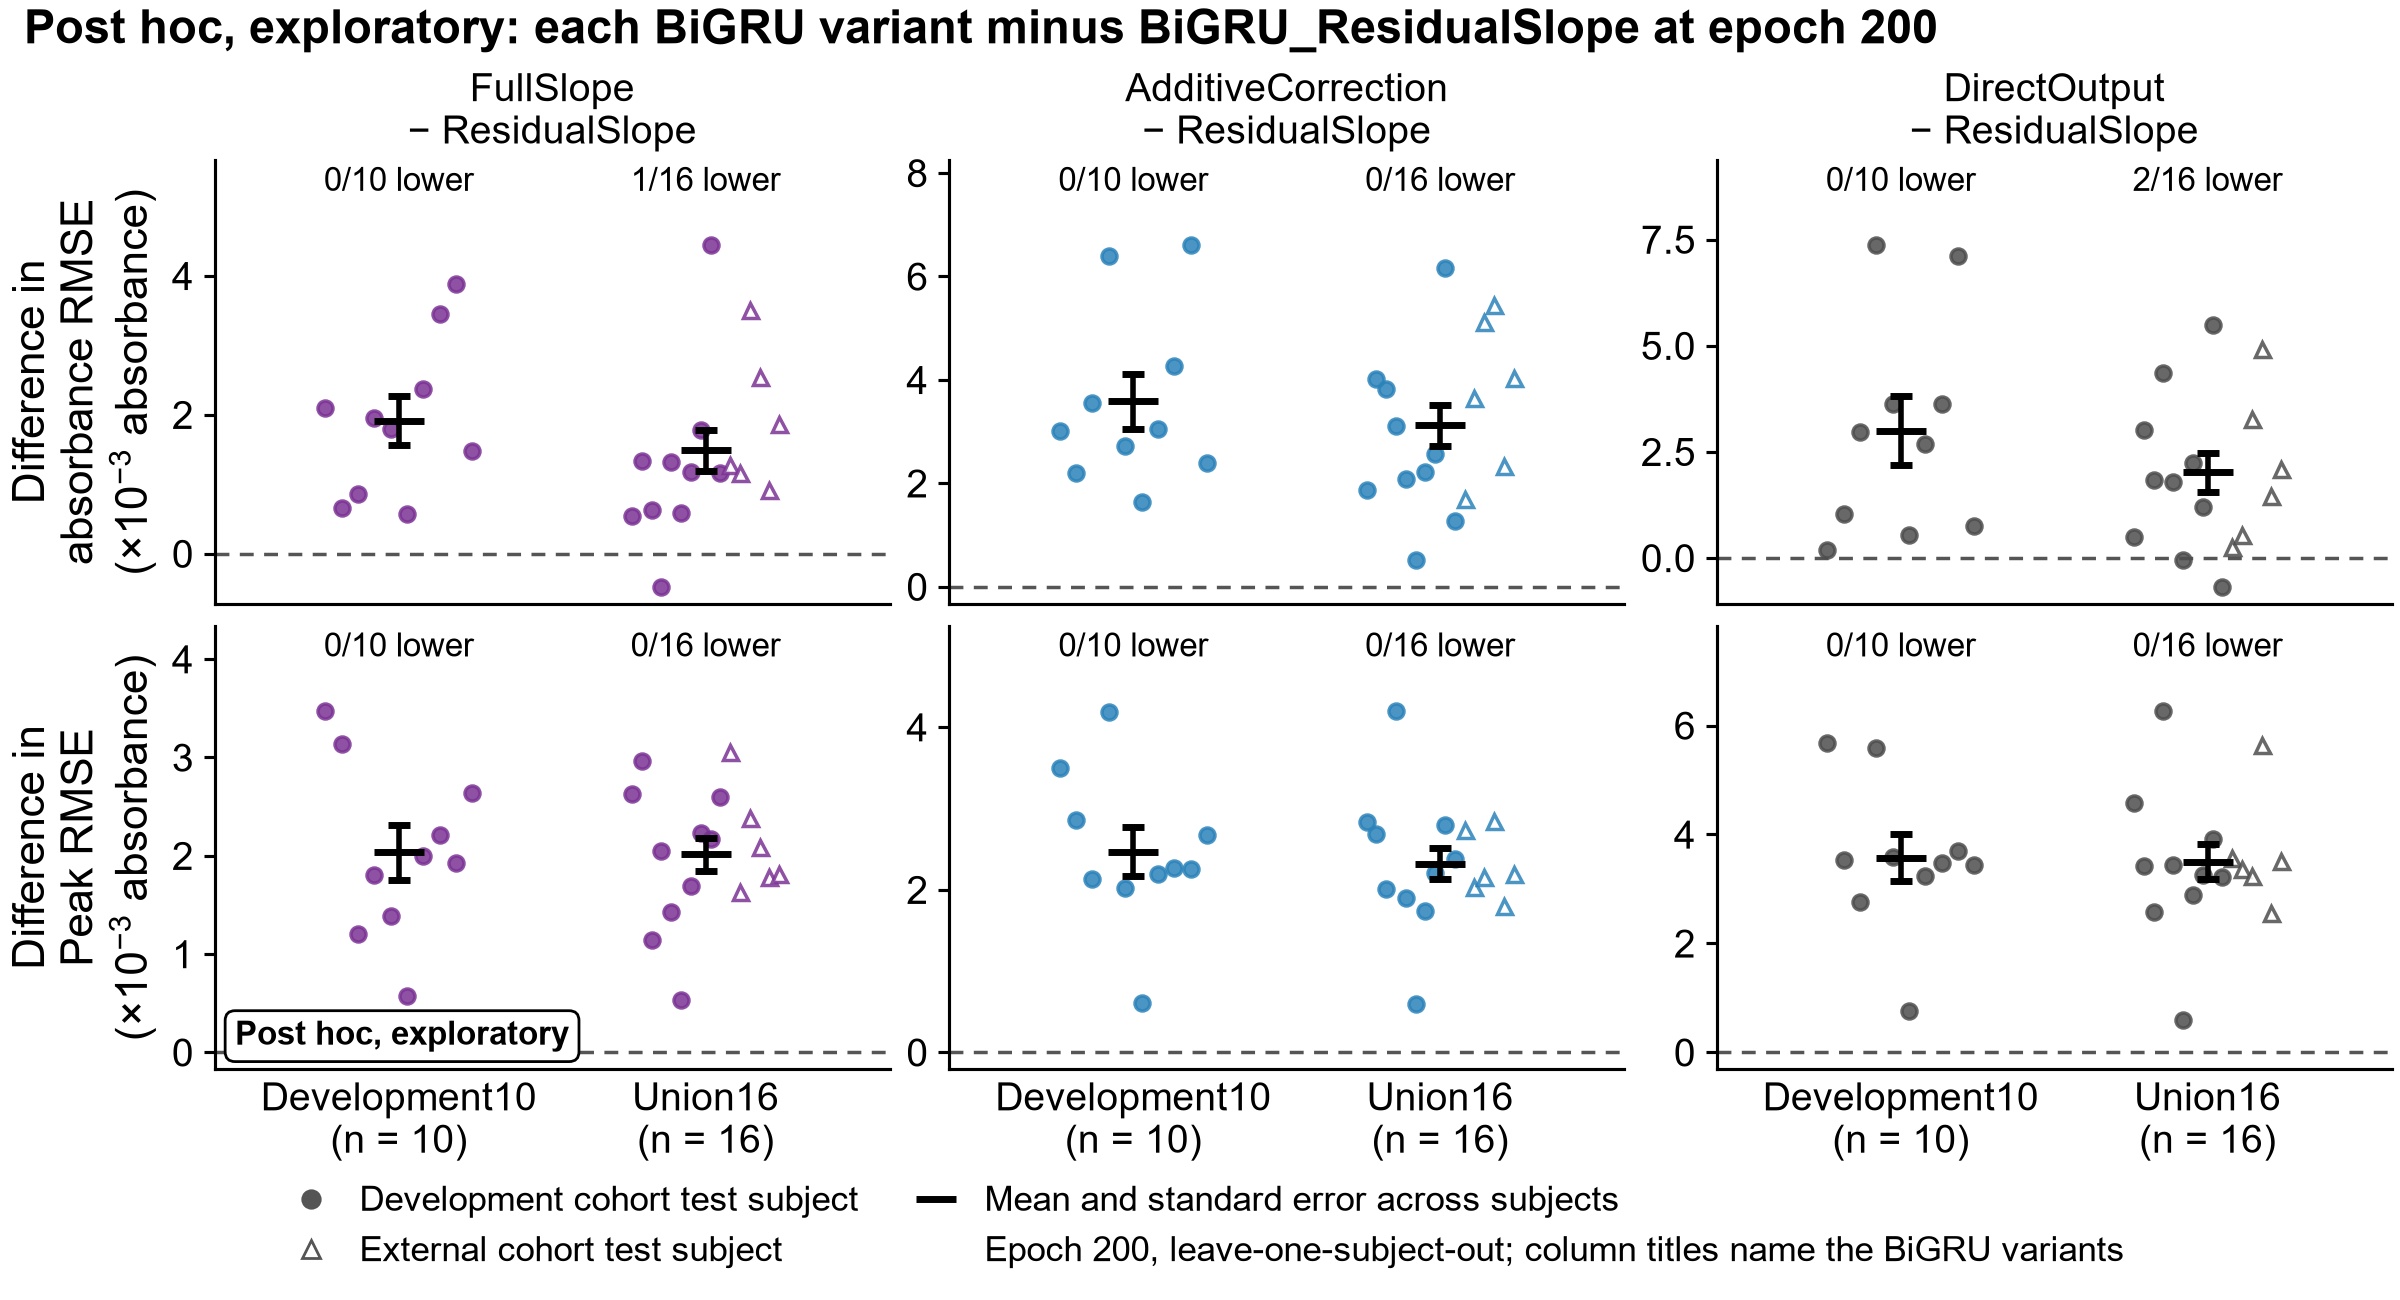 Post hoc, exploratory: each BiGRU variant minus BiGRU_ResidualSlope at epoch 200
FullSlope
− ResidualSlope
AdditiveCorrection
− ResidualSlope
DirectOutput
− ResidualSlope
Difference in
absorbance RMSE
(×10⁻³ absorbance)
0/10 lower
1/16 lower
4
2
0
0/10 lower
0/16 lower
8
6
4
2
0
0/10 lower
2/16 lower
7.5
5.0
2.5
0.0
Difference in
Peak RMSE
(×10⁻³ absorbance)
0/10 lower
0/16 lower
4
3
2
1
0
Post hoc, exploratory
0/10 lower
0/16 lower
4
2
0
0/10 lower
0/16 lower
6
4
2
0
Development10
(n = 10)
Union16
(n = 16)
Development10
(n = 10)
Union16
(n = 16)
Development10
(n = 10)
Union16
(n = 16)
Development cohort test subject
External cohort test subject
Mean and standard error across subjects
Epoch 200, leave-one-subject-out; column titles name the BiGRU variants